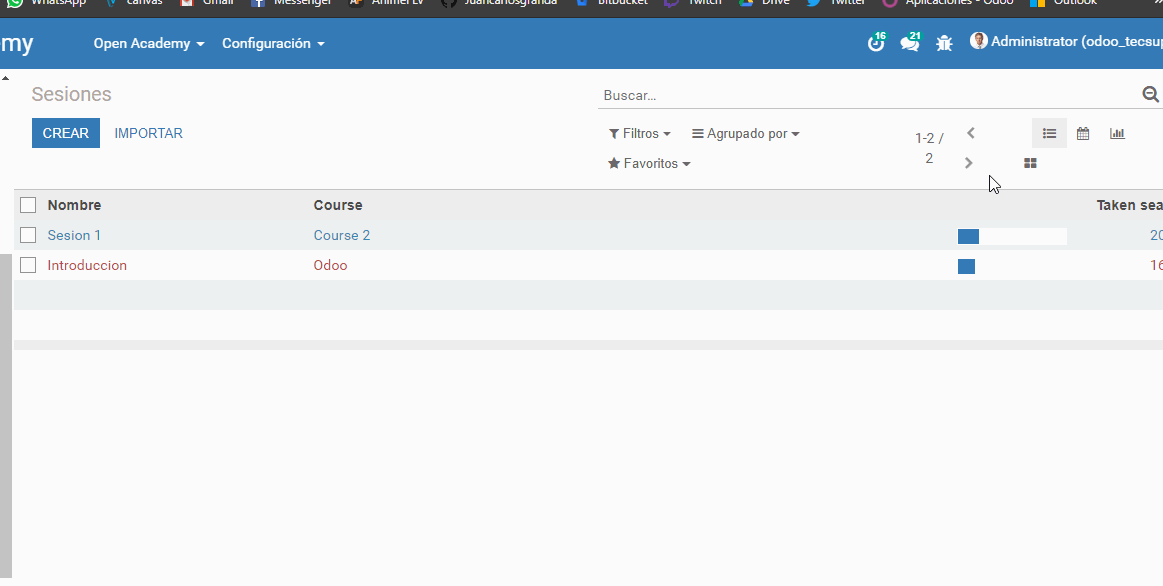 WhatsApp canvas Gmail Messenger AnimeFLV Juancarlosgranda Bitbucket Twitch Drive Twitter Aplicaciones - Odoo Outlook
my Open Academy Configuración 16 21 Administrator (odoo_tecsup
Sesiones Buscar...
CREAR IMPORTAR Filtros Agrupado por 1-2 /
Favoritos 2
Nombre Course Taken sea
Sesion 1 Course 2 20
Introduccion Odoo 16